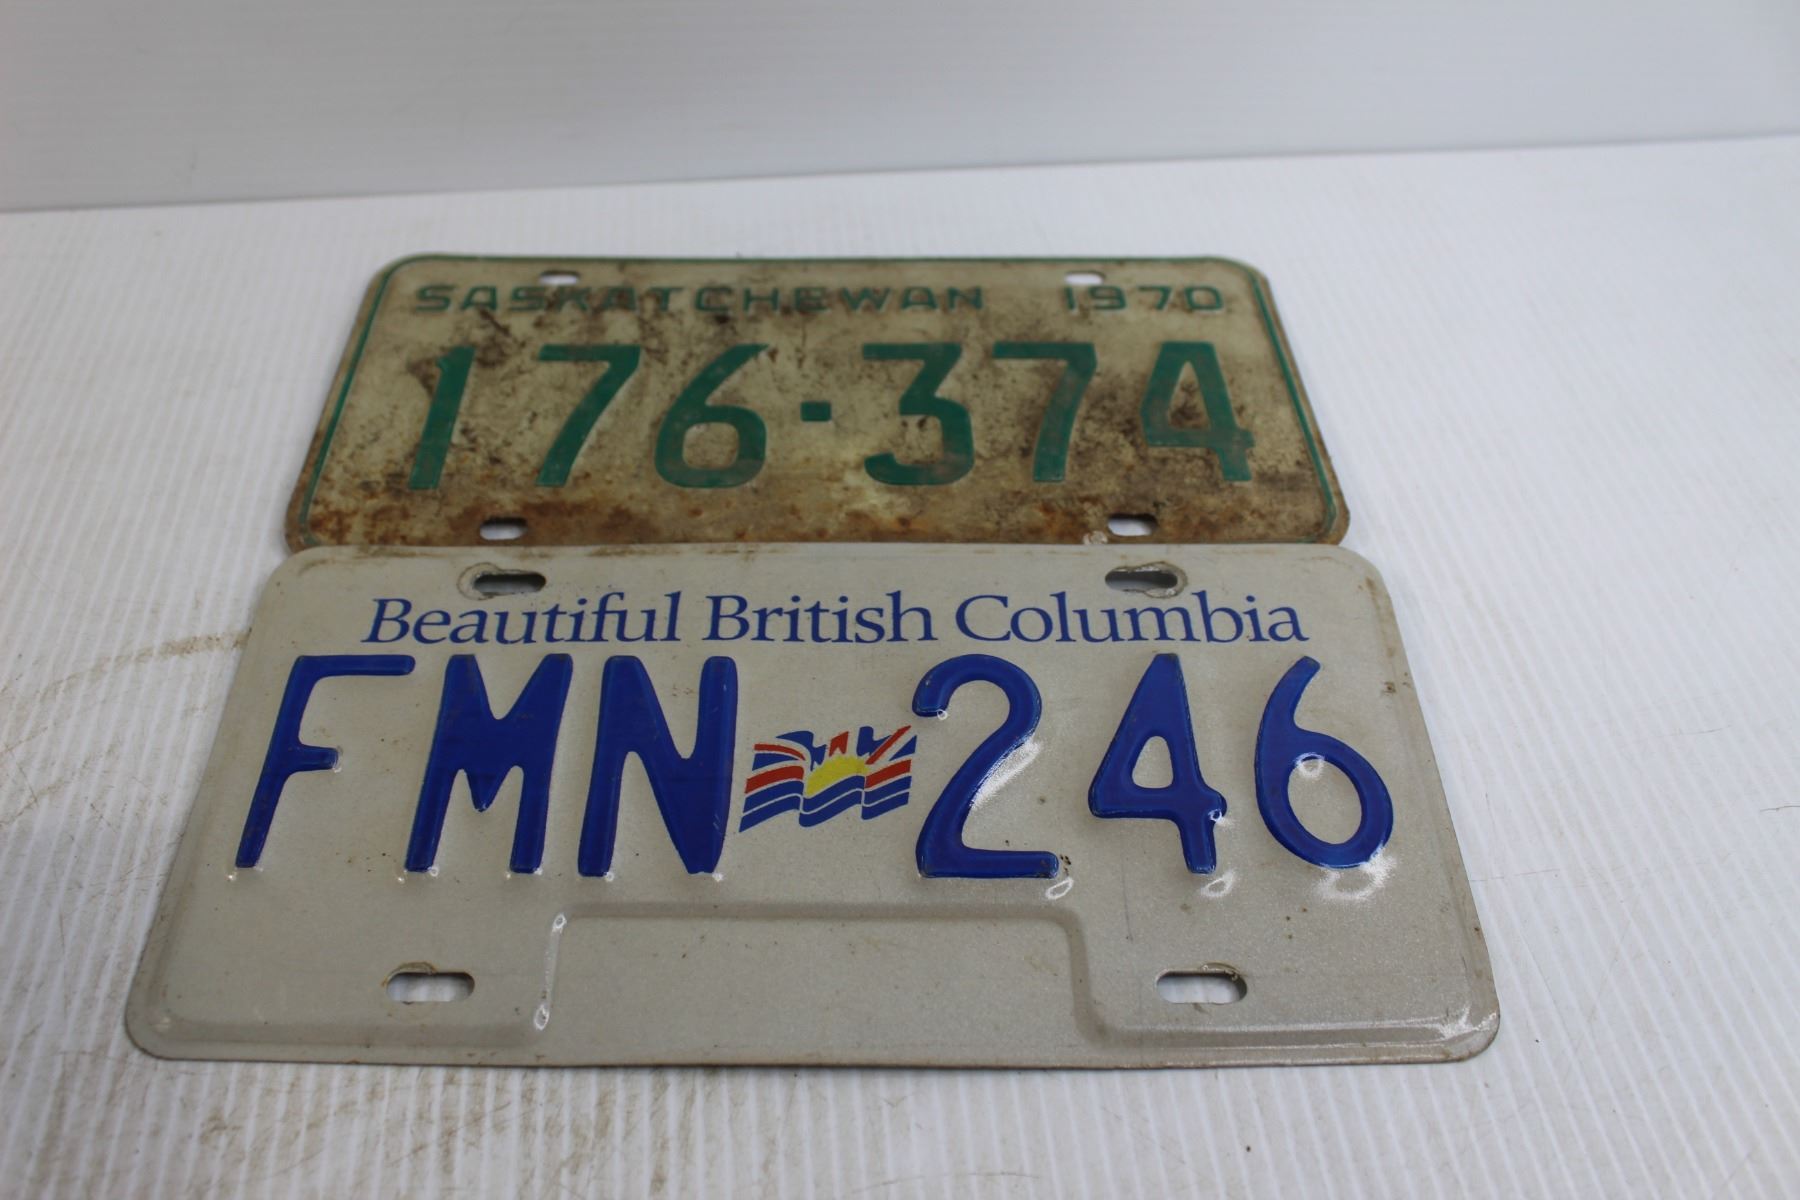 SASKATCHEWAN 1970
176·374
Beautiful British Columbia
FMN 246